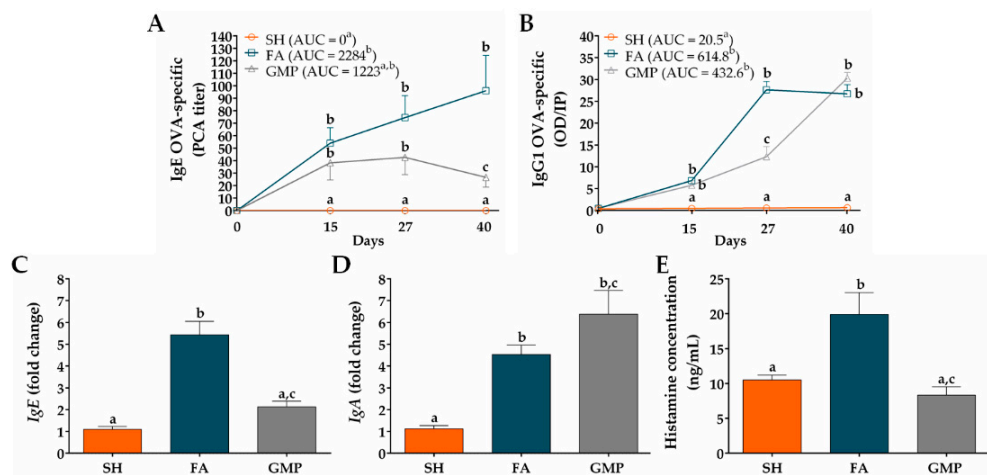 A
IgE OVA-specific
(PCA titer)
140
130
120
110
100
90
80
70
60
50
40
30
20
10
0
SH (AUC = 0ᵃ)
FA (AUC = 2284ᵇ)
GMP (AUC = 1223ᵃ,ᵇ)
b
b
b
b
b
c
a
a
a
0
15
27
40
Days
B
IgG1 OVA-specific
(OD/IP)
40
35
30
25
20
15
10
5
0
SH (AUC = 20.5ᵃ)
FA (AUC = 614.8ᵇ)
GMP (AUC = 432.6ᵇ)
b
b
b
b
b
c
a
a
a
0
15
27
40
Days
C
IgE (fold change)
8
7
6
5
4
3
2
1
0
a
b
a,c
SH
FA
GMP
D
IgA (fold change)
8
7
6
5
4
3
2
1
0
a
b
b,c
SH
FA
GMP
E
Histamine concentration
(ng/mL)
25
20
15
10
5
0
a
b
a,c
SH
FA
GMP